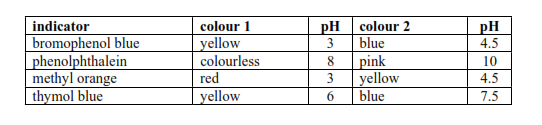 indicator colour 1 pH colour 2 pH
bromophenol blue yellow 3 blue 4.5
phenolphthalein colourless 8 pink 10
methyl orange red 3 yellow 4.5
thymol blue yellow 6 blue 7.5